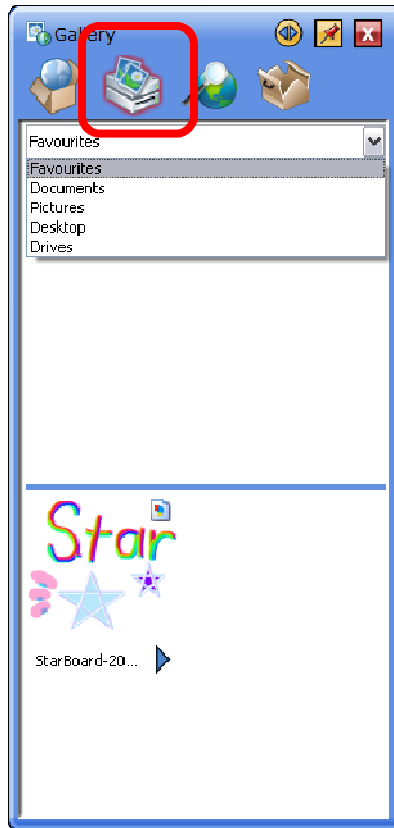 Gallery
Favourites
Favourites
Documents
Pictures
Desktop
Drives
Star
StarBoard-20...